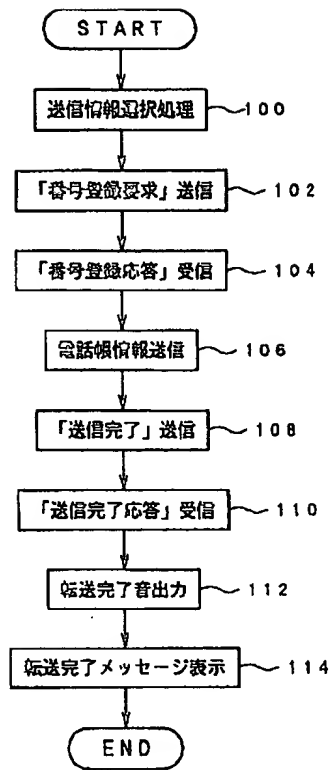 START
送信情報選択処理 100
「番号登録要求」送信 102
「番号登録応答」受信 104
電話帳情報送信 106
「送信完了」送信 108
「送信完了応答」受信 110
転送完了音出力 112
転送完了メッセージ表示 114
END